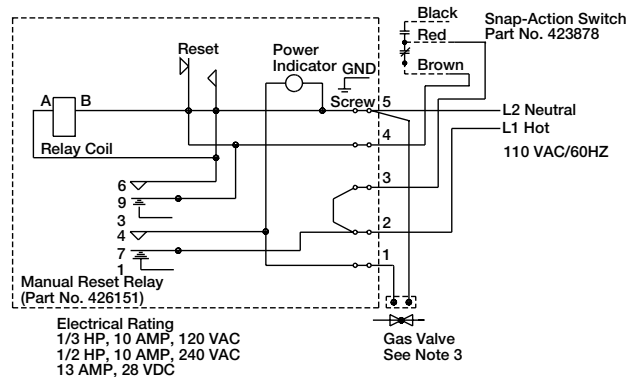 Black
Snap-Action Switch
Part No. 423878
Red
Brown
Reset
Power
Indicator
GND
Screw
5
L2 Neutral
L1 Hot
110 VAC/60HZ
A
B
Relay Coil
4
3
2
1
6
9
3
4
7
1
Manual Reset Relay
(Part No. 426151)
Electrical Rating
1/3 HP, 10 AMP, 120 VAC
1/2 HP, 10 AMP, 240 VAC
13 AMP, 28 VDC
Gas Valve
See Note 3